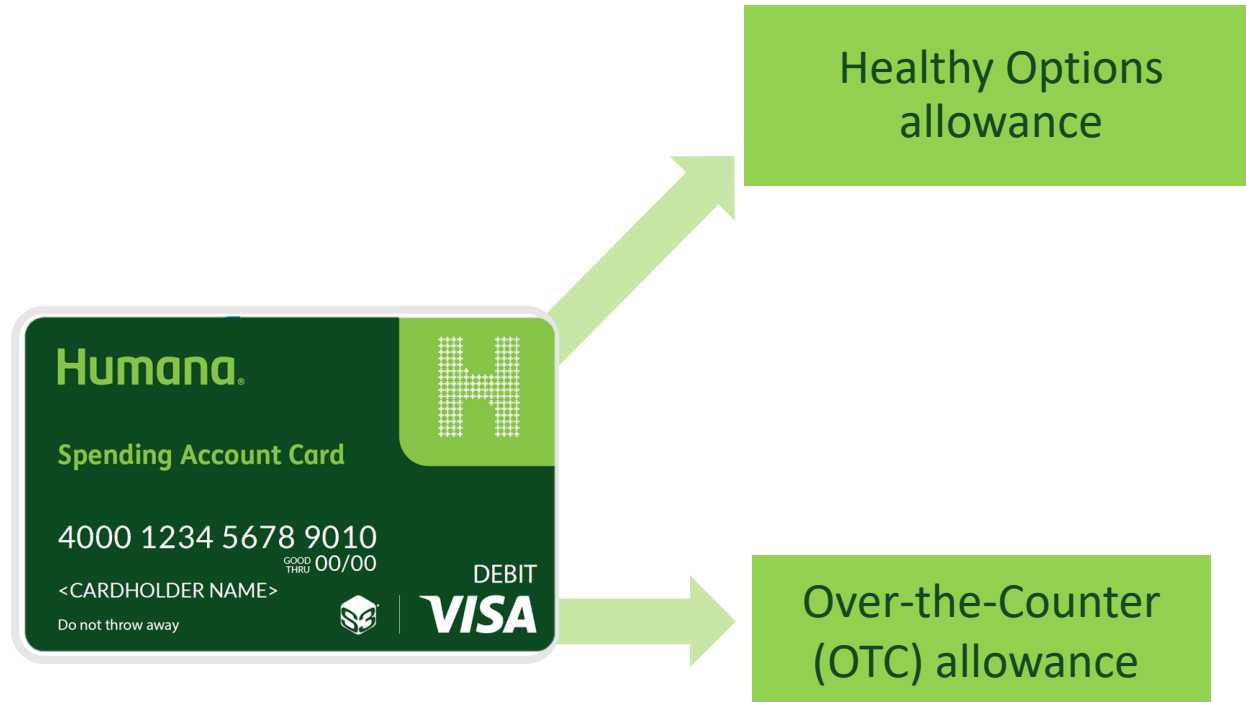 Healthy Options
allowance
Humana®
H
Spending Account Card
4000 1234 5678 9010
GOOD THRU 00/00
<CARDHOLDER NAME>
Do not throw away
DEBIT
VISA
Over-the-Counter
(OTC) allowance